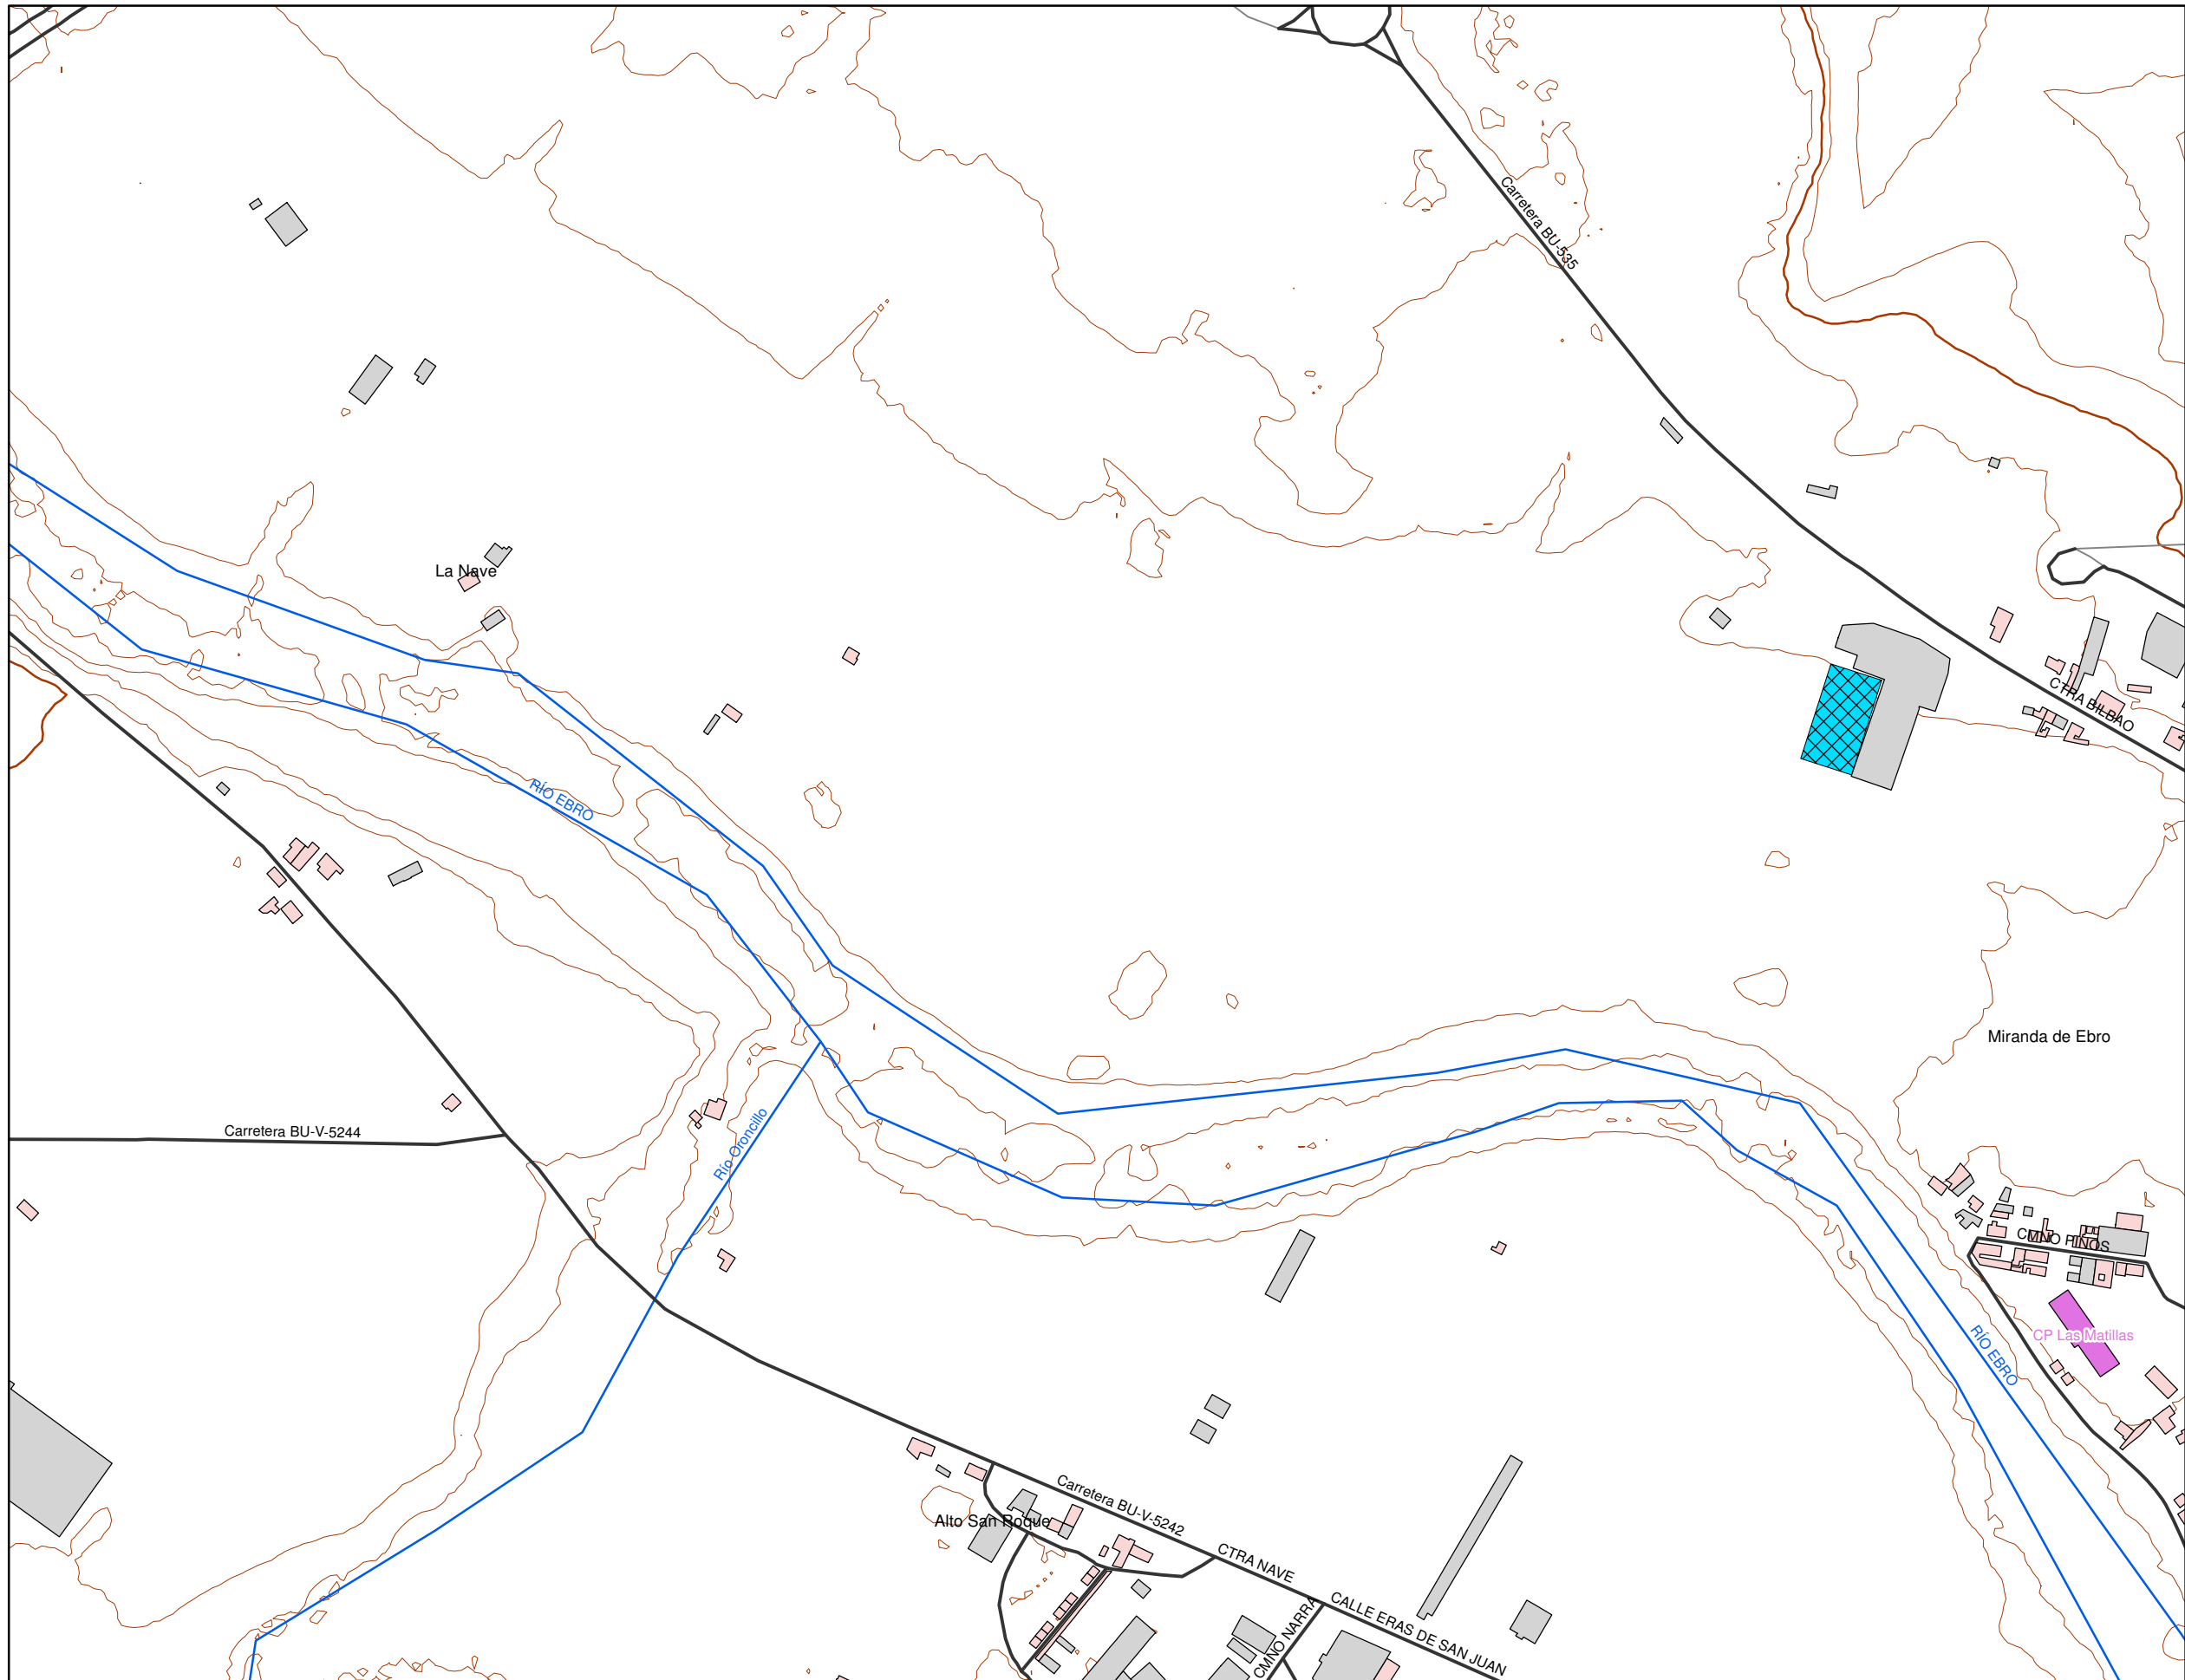 Carretera BU-535
La Nave
CTRA BILBAO
RÍO EBRO
Miranda de Ebro
Carretera BU-V-5244
Río Oroncillo
CMNO PINOS
CP Las Matillas
RÍO EBRO
Carretera BU-V-5242
Alto San Roque
CTRA NAVE
CALLE ERAS DE SAN JUAN
CMNO NARRA